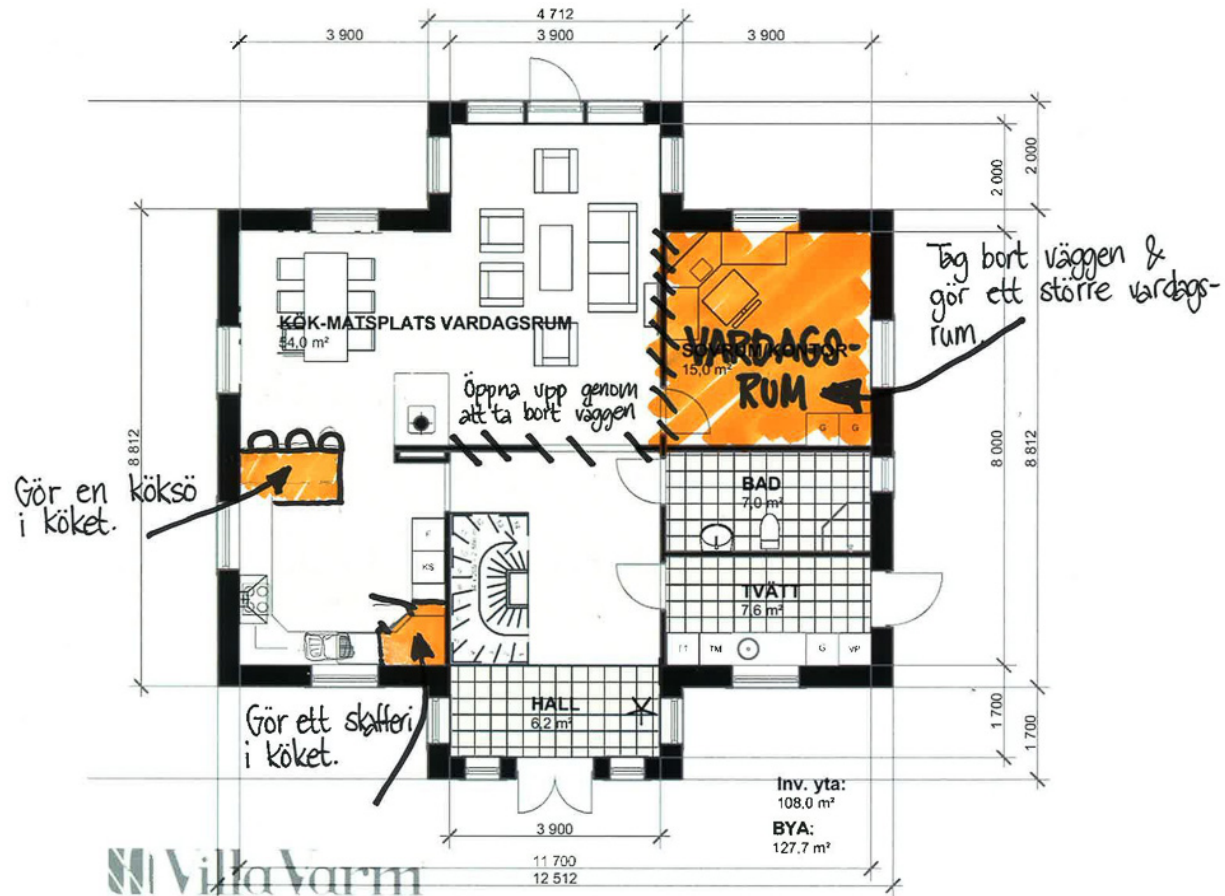 4 712
3 900
3 900
3 900
2 000
2 000
Tag bort väggen &
gör ett större vardags-
rum.
KÖK-MATSPLATS VARDAGSRUM
54,0 m²
SOVRUM/KONTOR
15,0 m²
VARDAGS-
RUM
Öppna upp genom
att ta bort väggen
G
G
8 812
8 000
8 812
Gör en köksö
i köket.
BAD
7,0 m²
F
KS
TVÄTT
7,6 m²
TT
TM
G
VP
HALL
6,2 m²
Gör ett skafferi
i köket.
1 700
1 700
Inv. yta:
108,0 m²
BYA:
127,7 m²
3 900
11 700
12 512
VillaVarm